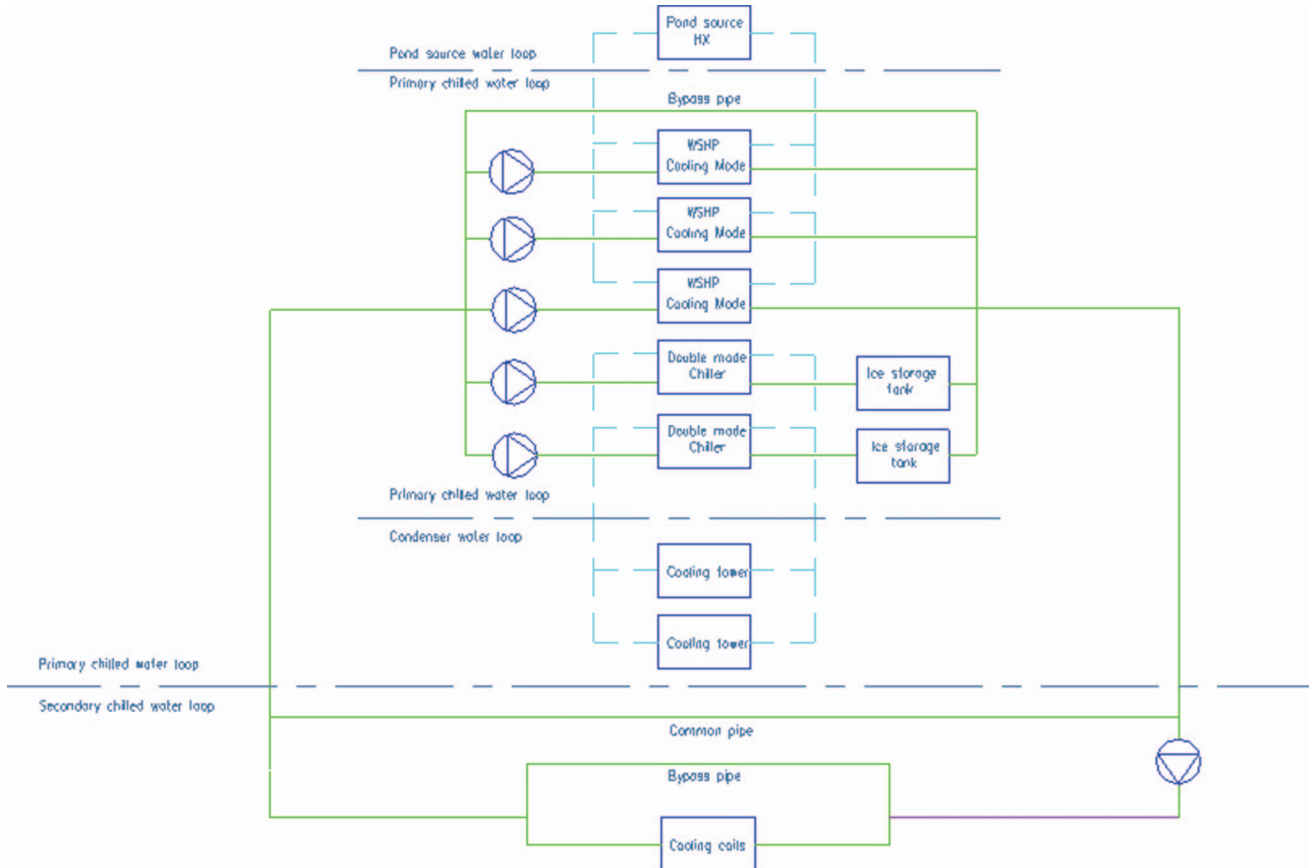 Pond source
HX
Pond source water loop
Primary chilled water loop
Bypass pipe
WSHP
Cooling Mode
WSHP
Cooling Mode
WSHP
Cooling Mode
Double mode
Chiller
Ice storage
tank
Double mode
Chiller
Ice storage
tank
Primary chilled water loop
Condenser water loop
Cooling tower
Cooling tower
Primary chilled water loop
Secondary chilled water loop
Common pipe
Bypass pipe
Cooling coils